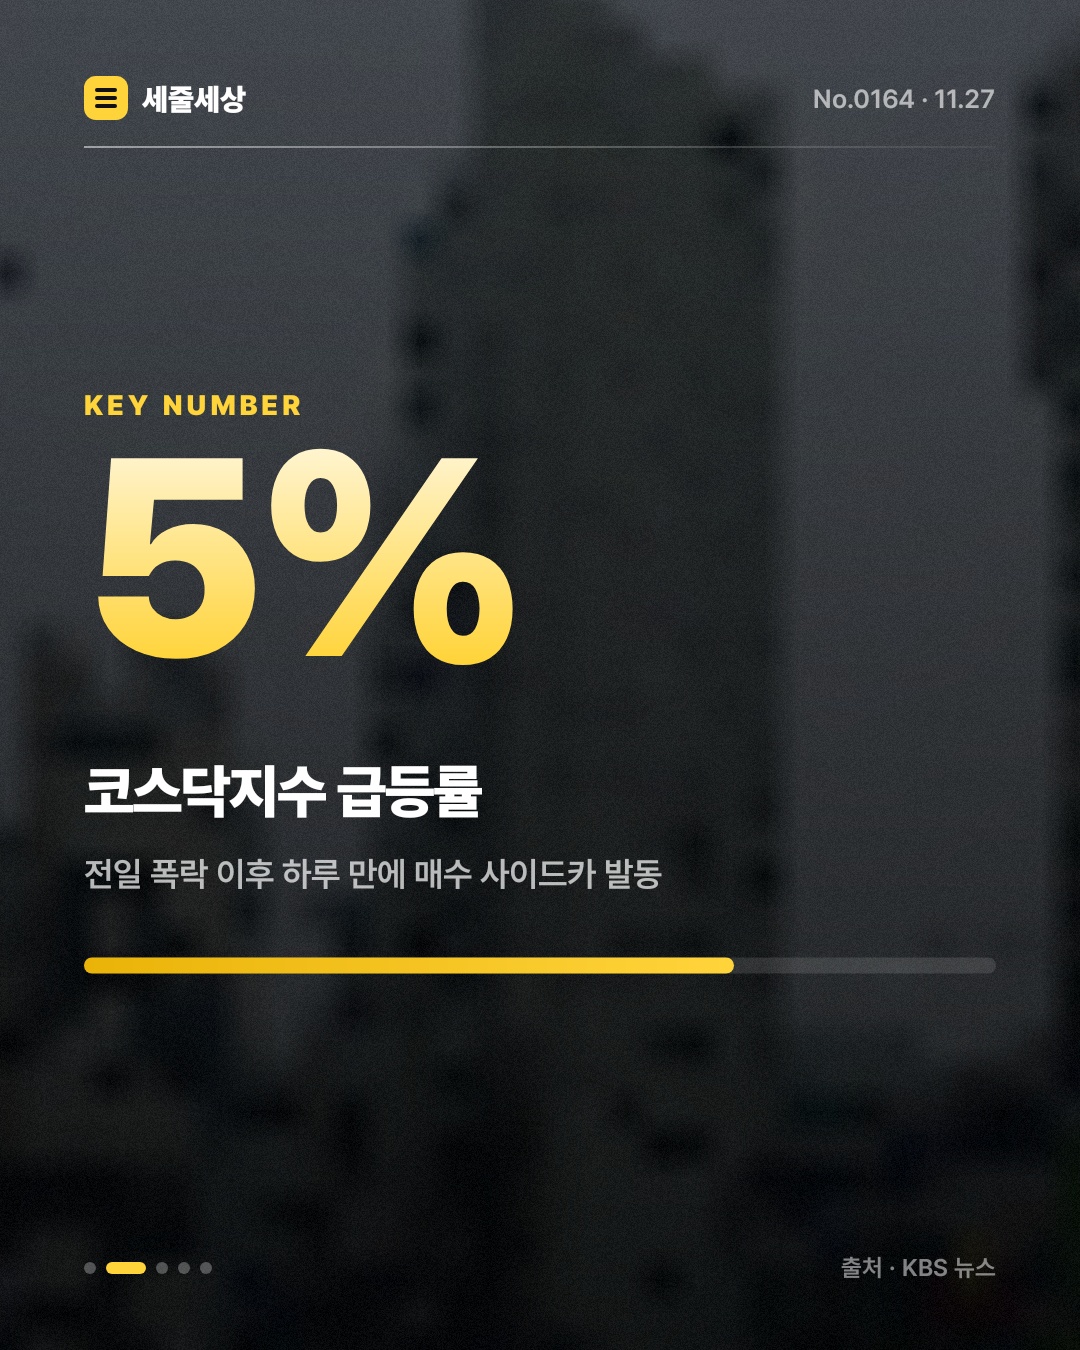 세줄세상
No.0164 · 11.27
KEY NUMBER
5%
코스닥지수 급등률
전일 폭락 이후 하루 만에 매수 사이드카 발동
출처 · KBS 뉴스